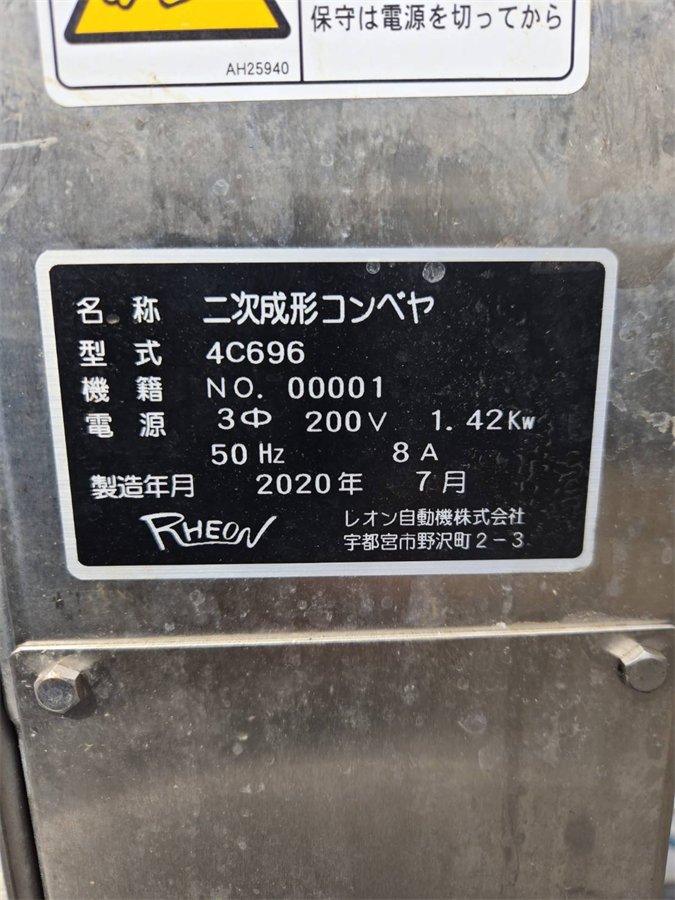 保守は電源を切ってから
AH25940
名称 二次成形コンベヤ
型式 4C696
機籍 NO. 00001
電源 3Φ 200V 1.42Kw
50Hz 8A
製造年月 2020年 7月
RHEON レオン自動機株式会社
宇都宮市野沢町2-3